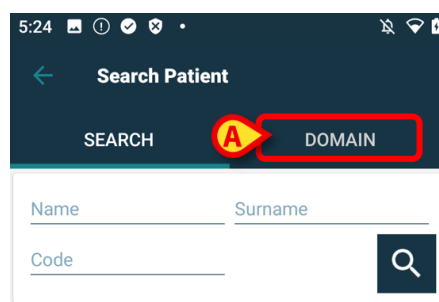 5:24
Search Patient
SEARCH A DOMAIN
Name Surname
Code